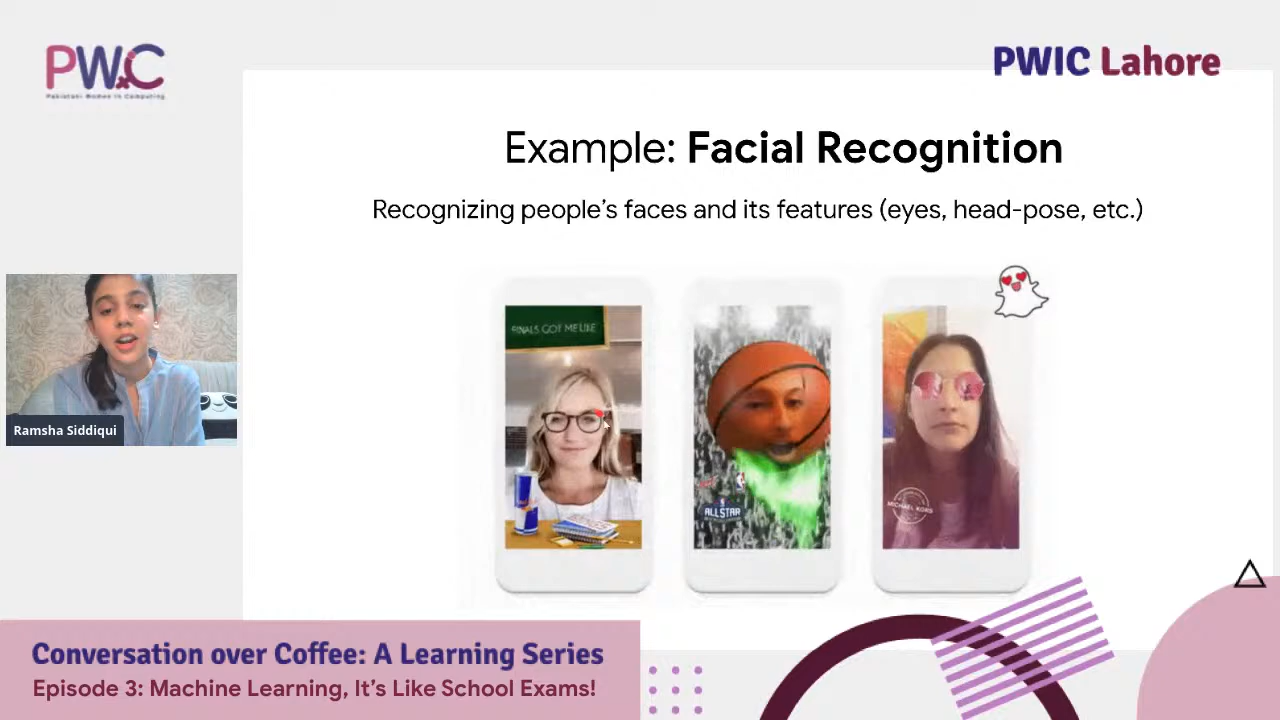 PWiC
Pakistani Women in Computing
PWIC Lahore
Example: Facial Recognition
Recognizing people's faces and its features (eyes, head-pose, etc.)
FINALS GOT ME LIKE
ALLSTAR
MICHAEL KORS
Ramsha Siddiqui
Conversation over Coffee: A Learning Series
Episode 3: Machine Learning, It's Like School Exams!